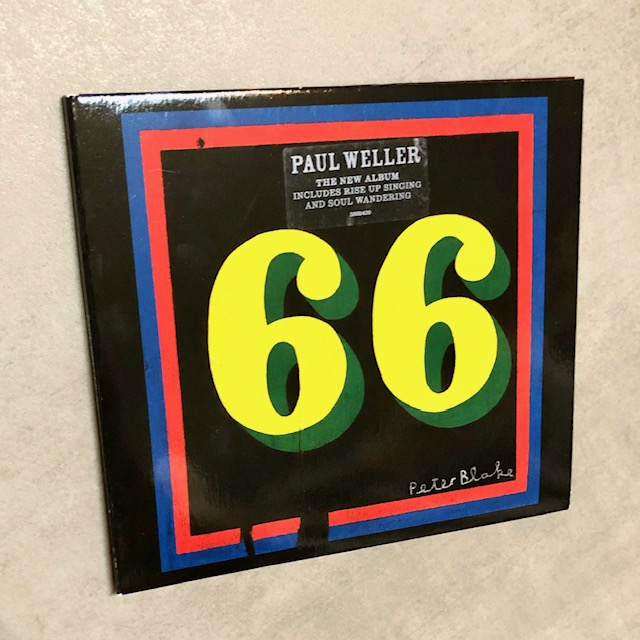 PAUL WELLER
THE NEW ALBUM
INCLUDES RISE UP SINGING
AND SOUL WANDERING
66
Peter Blake